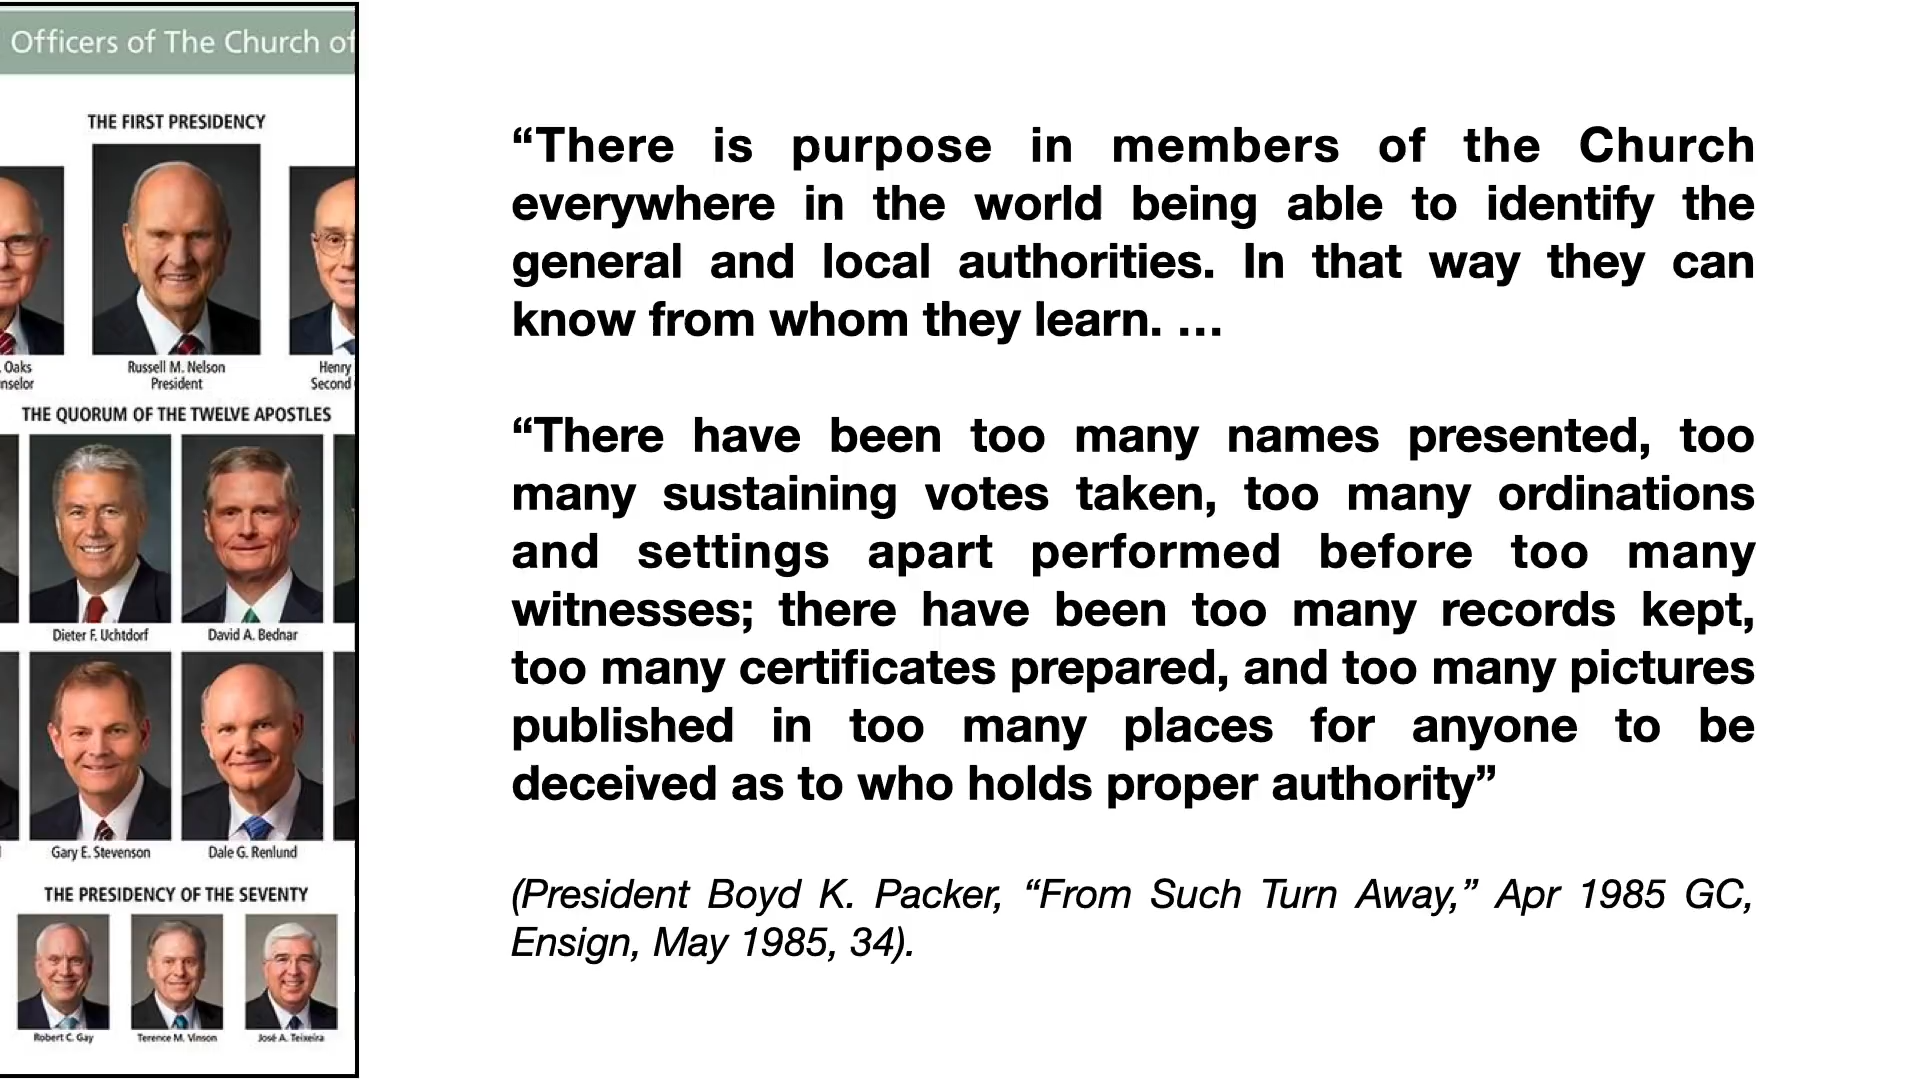 Officers of The Church of
THE FIRST PRESIDENCY
Oaks
Russell M. Nelson
President
Henry
Second
THE QUORUM OF THE TWELVE APOSTLES
Dieter F. Uchtdorf
David A. Bednar
Gary E. Stevenson
Dale G. Renlund
THE PRESIDENCY OF THE SEVENTY
Robert C. Gay
Terence M. Vinson
José A. Teixeira
“There is purpose in members of the Church
everywhere in the world being able to identify the
general and local authorities. In that way they can
know from whom they learn. …
“There have been too many names presented, too
many sustaining votes taken, too many ordinations
and settings apart performed before too many
witnesses; there have been too many records kept,
too many certificates prepared, and too many pictures
published in too many places for anyone to be
deceived as to who holds proper authority”
(President Boyd K. Packer, “From Such Turn Away,” Apr 1985 GC,
Ensign, May 1985, 34).